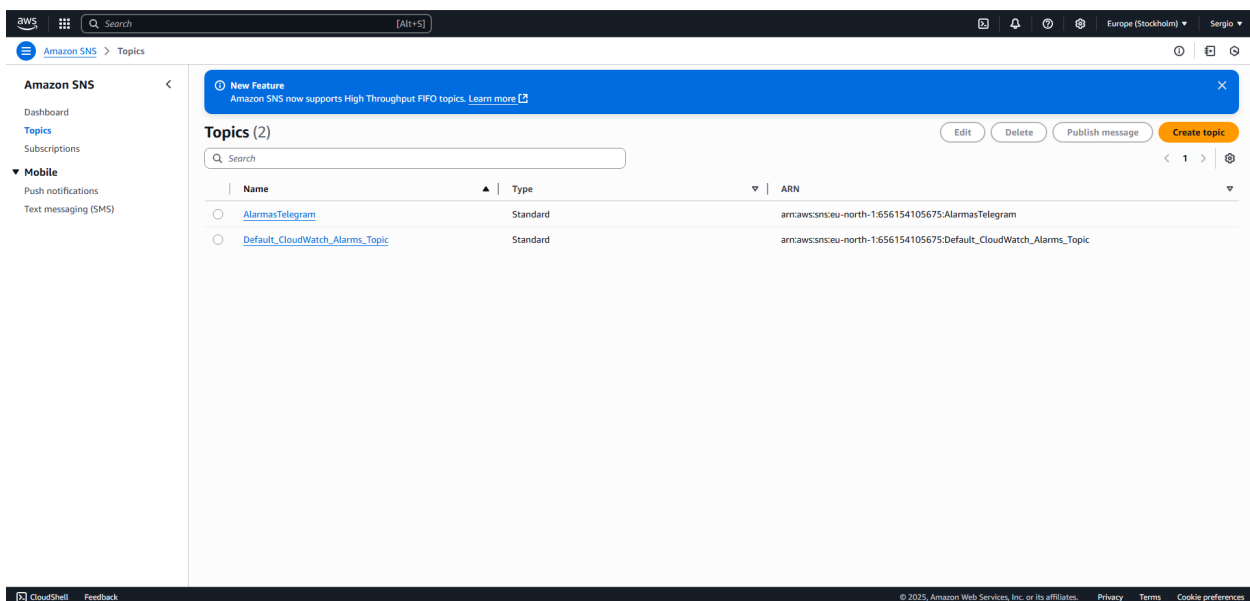 aws Search [Alt+S] Europe (Stockholm) Sergio
Amazon SNS > Topics
Amazon SNS
Dashboard
Topics
Subscriptions
Mobile
Push notifications
Text messaging (SMS)
New Feature
Amazon SNS now supports High Throughput FIFO topics. Learn more
Topics (2) Edit Delete Publish message Create topic
Search 1
Name Type ARN
AlarmasTelegram Standard arn:aws:sns:eu-north-1:656154105675:AlarmasTelegram
Default_CloudWatch_Alarms_Topic Standard arn:aws:sns:eu-north-1:656154105675:Default_CloudWatch_Alarms_Topic
CloudShell Feedback © 2025, Amazon Web Services, Inc. or its affiliates. Privacy Terms Cookie preferences